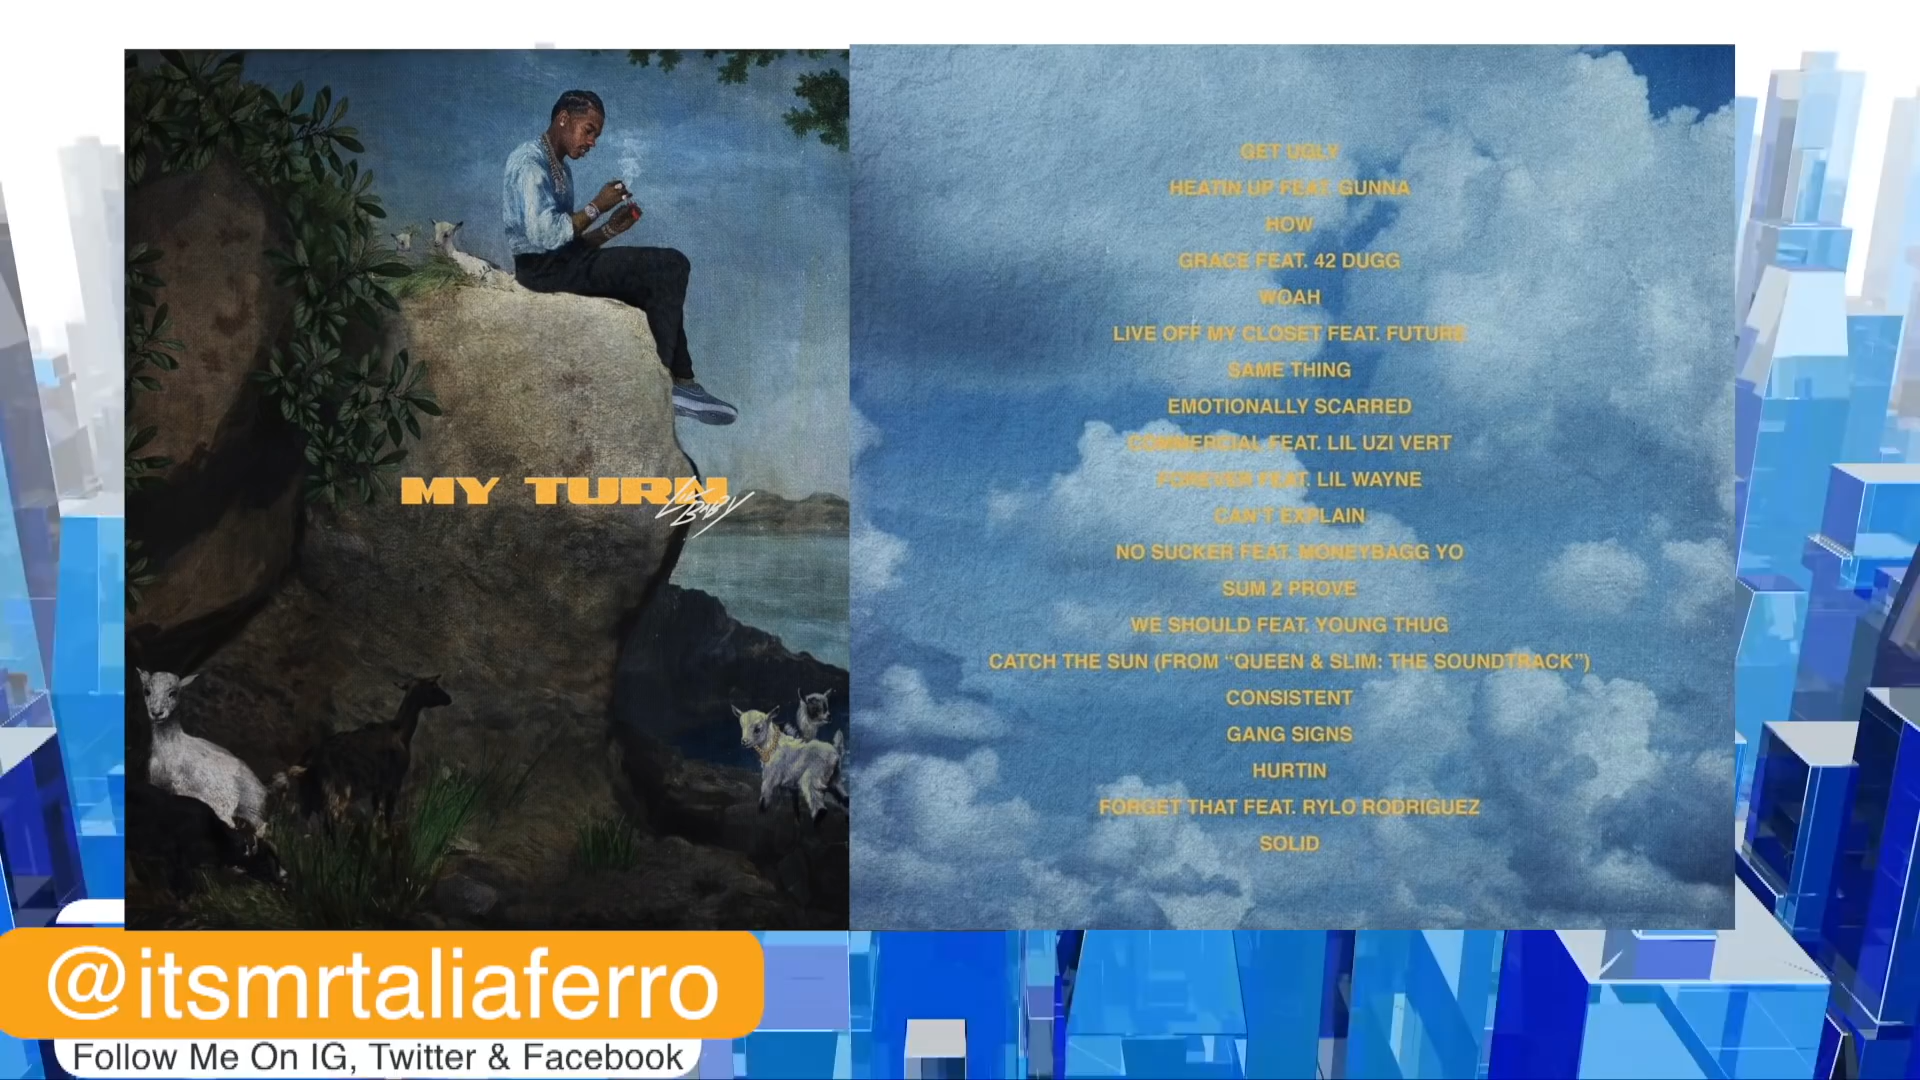 MY TURN
LIL BABY
GET UGLY
HEATIN UP FEAT. GUNNA
HOW
GRACE FEAT. 42 DUGG
WOAH
LIVE OFF MY CLOSET FEAT. FUTURE
SAME THING
EMOTIONALLY SCARRED
COMMERCIAL FEAT. LIL UZI VERT
FOREVER FEAT. LIL WAYNE
CAN'T EXPLAIN
NO SUCKER FEAT. MONEYBAGG YO
SUM 2 PROVE
WE SHOULD FEAT. YOUNG THUG
CATCH THE SUN (FROM “QUEEN & SLIM: THE SOUNDTRACK”)
CONSISTENT
GANG SIGNS
HURTIN
FORGET THAT FEAT. RYLO RODRIGUEZ
SOLID
@itsmrtaliaferro
Follow Me On IG, Twitter & Facebook